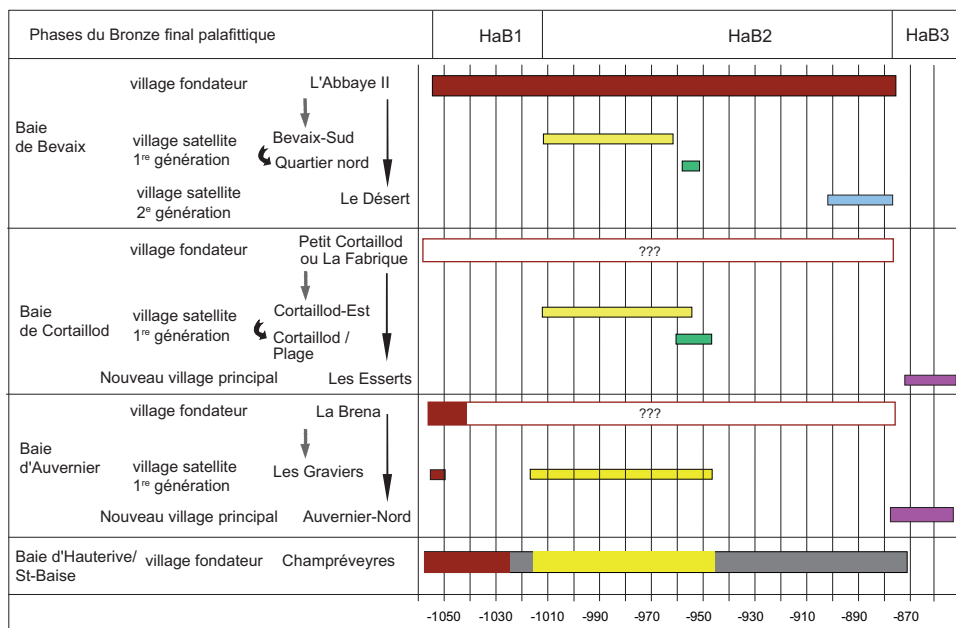 Phases du Bronze final palafittique
HaB1
HaB2
HaB3
Baie
de Bevaix
village fondateur
L'Abbaye II
village satellite
1re génération
Bevaix-Sud
Quartier nord
village satellite
2e génération
Le Désert
Baie
de Cortaillod
village fondateur
Petit Cortaillod
ou La Fabrique
???
village satellite
1re génération
Cortaillod-Est
Cortaillod /
Plage
Nouveau village principal
Les Esserts
Baie
d'Auvernier
village fondateur
La Brena
???
village satellite
1re génération
Les Graviers
Nouveau village principal
Auvernier-Nord
Baie d'Hauterive/
St-Baise
village fondateur
Champréveyres
-1050 -1030 -1010 -990 -970 -950 -930 -910 -890 -870